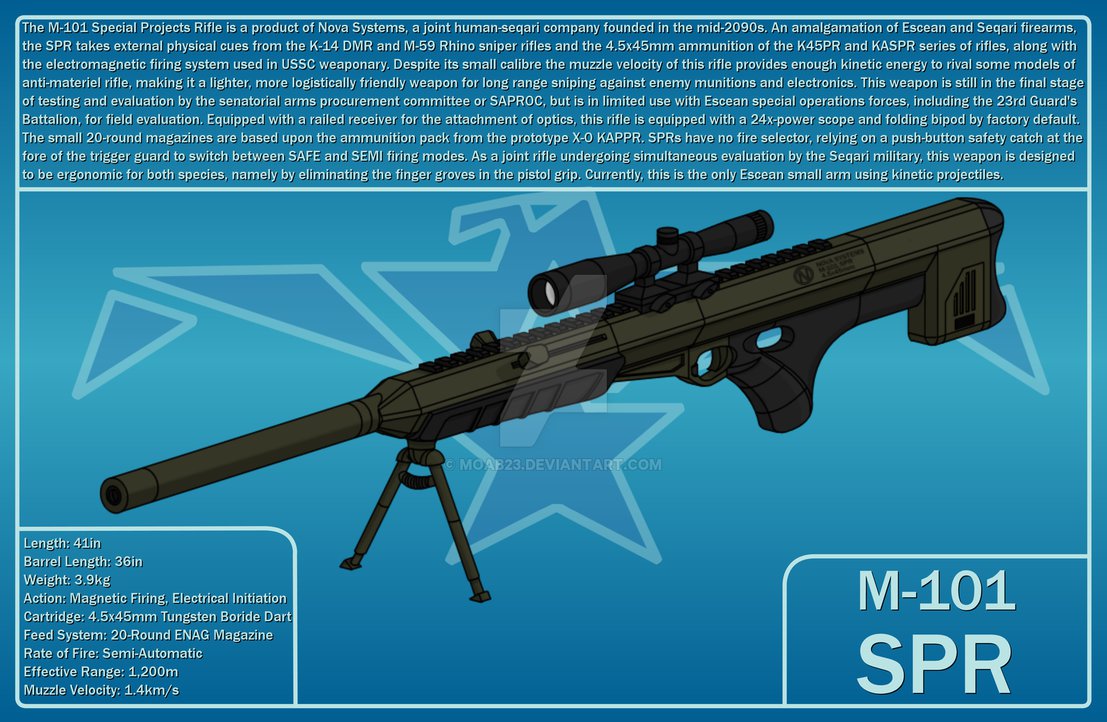 The M-101 Special Projects Rifle is a product of Nova Systems, a joint human-seqari company founded in the mid-2090s. An amalgamation of Escean and Seqari firearms,
the SPR takes external physical cues from the K-14 DMR and M-59 Rhino sniper rifles and the 4.5x45mm ammunition of the K45PR and KASPR series of rifles, along with
the electromagnetic firing system used in USSC weaponary. Despite its small calibre the muzzle velocity of this rifle provides enough kinetic energy to rival some models of
anti-materiel rifle, making it a lighter, more logistically friendly weapon for long range sniping against enemy munitions and electronics. This weapon is still in the final stage
of testing and evaluation by the senatorial arms procurement committee or SAPROC, but is in limited use with Escean special operations forces, including the 23rd Guard's
Battalion, for field evaluation. Equipped with a railed receiver for the attachment of optics, this rifle is equipped with a 24x-power scope and folding bipod by factory default.
The small 20-round magazines are based upon the ammunition pack from the prototype X-0 KAPPR. SPRs have no fire selector, relying on a push-button safety catch at the
fore of the trigger guard to switch between SAFE and SEMI firing modes. As a joint rifle undergoing simultaneous evaluation by the Seqari military, this weapon is designed
to be ergonomic for both species, namely by eliminating the finger groves in the pistol grip. Currently, this is the only Escean small arm using kinetic projectiles.
N NOVA SYSTEMS
M-101 SPR
4.5x45mm
© MOAB23.DEVIANTART.COM
Length: 41in
Barrel Length: 36in
Weight: 3.9kg
Action: Magnetic Firing, Electrical Initiation
Cartridge: 4.5x45mm Tungsten Boride Dart
Feed System: 20-Round ENAG Magazine
Rate of Fire: Semi-Automatic
Effective Range: 1,200m
Muzzle Velocity: 1.4km/s
M-101
SPR